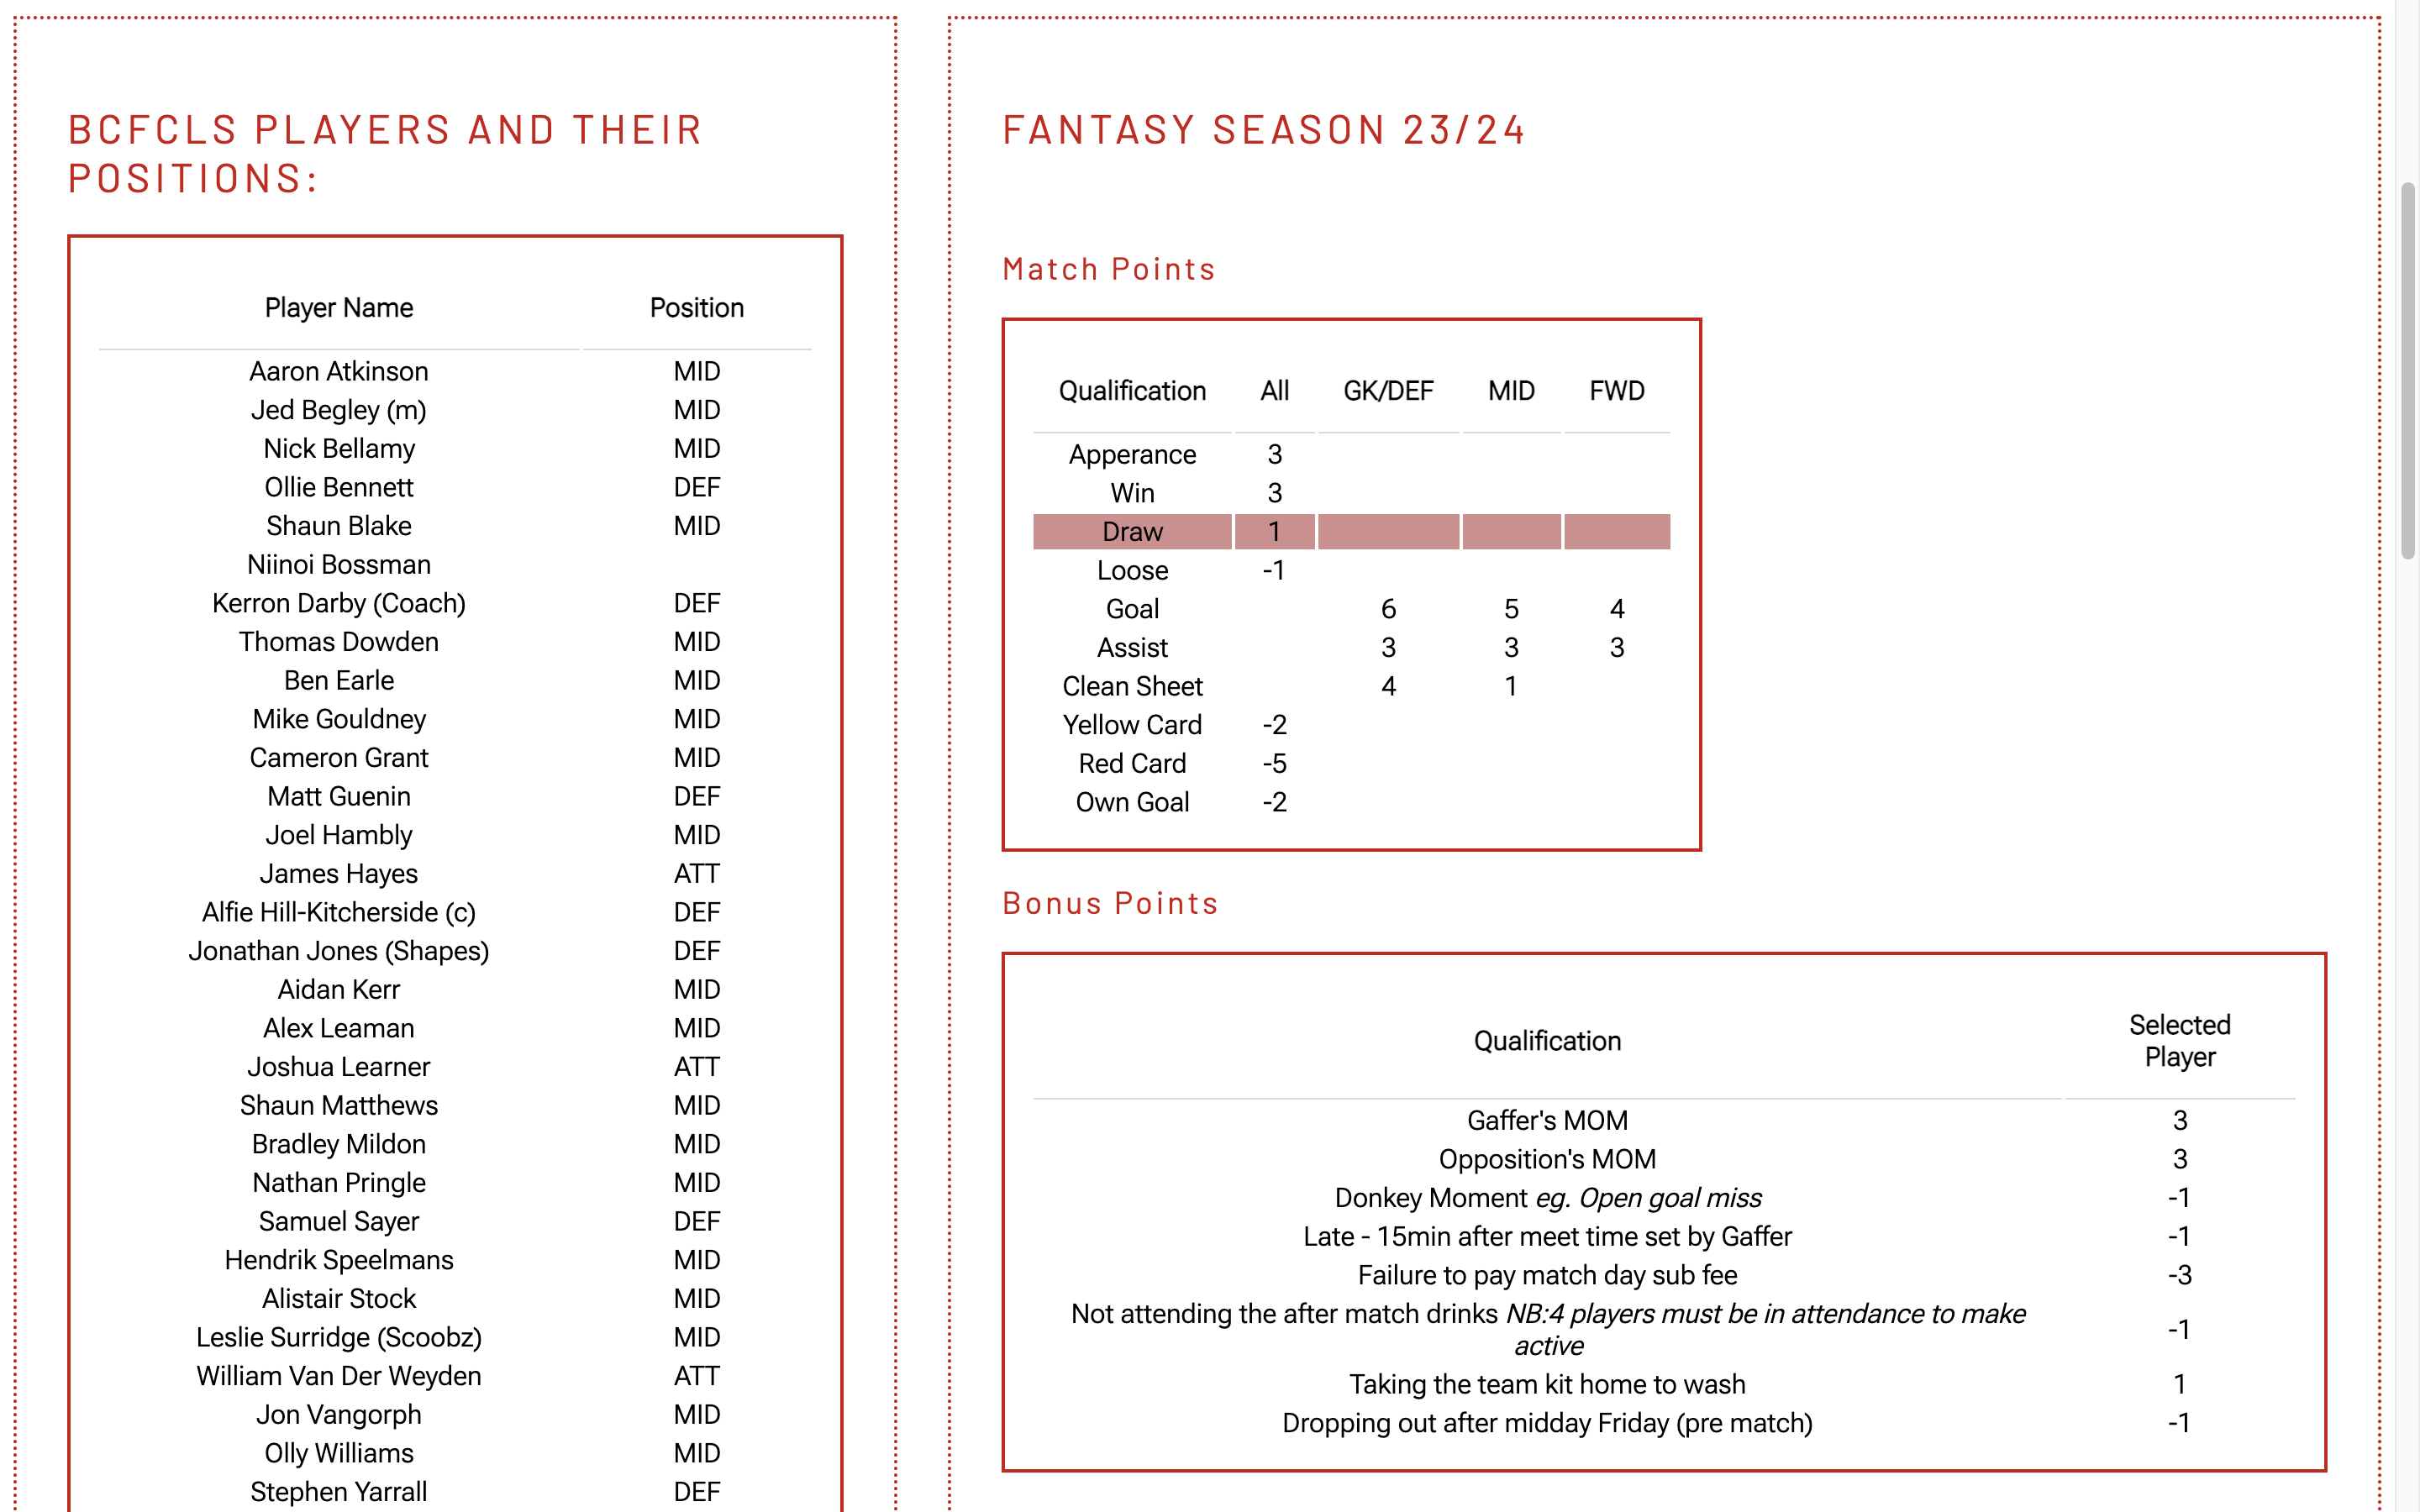 BCFCLS PLAYERS AND THEIR
POSITIONS:
Player Name Position
Aaron Atkinson MID
Jed Begley (m) MID
Nick Bellamy MID
Ollie Bennett DEF
Shaun Blake MID
Niinoi Bossman
Kerron Darby (Coach) DEF
Thomas Dowden MID
Ben Earle MID
Mike Gouldney MID
Cameron Grant MID
Matt Guenin DEF
Joel Hambly MID
James Hayes ATT
Alfie Hill-Kitcherside (c) DEF
Jonathan Jones (Shapes) DEF
Aidan Kerr MID
Alex Leaman MID
Joshua Learner ATT
Shaun Matthews MID
Bradley Mildon MID
Nathan Pringle MID
Samuel Sayer DEF
Hendrik Speelmans MID
Alistair Stock MID
Leslie Surridge (Scoobz) MID
William Van Der Weyden ATT
Jon Vangorph MID
Olly Williams MID
Stephen Yarrall DEF
FANTASY SEASON 23/24
Match Points
Qualification All GK/DEF MID FWD
Apperance 3
Win 3
Draw 1
Loose -1
Goal 6 5 4
Assist 3 3 3
Clean Sheet 4 1
Yellow Card -2
Red Card -5
Own Goal -2
Bonus Points
Qualification Selected
Player
Gaffer's MOM 3
Opposition's MOM 3
Donkey Moment eg. Open goal miss -1
Late - 15min after meet time set by Gaffer -1
Failure to pay match day sub fee -3
Not attending the after match drinks NB:4 players must be in attendance to make
active -1
Taking the team kit home to wash 1
Dropping out after midday Friday (pre match) -1